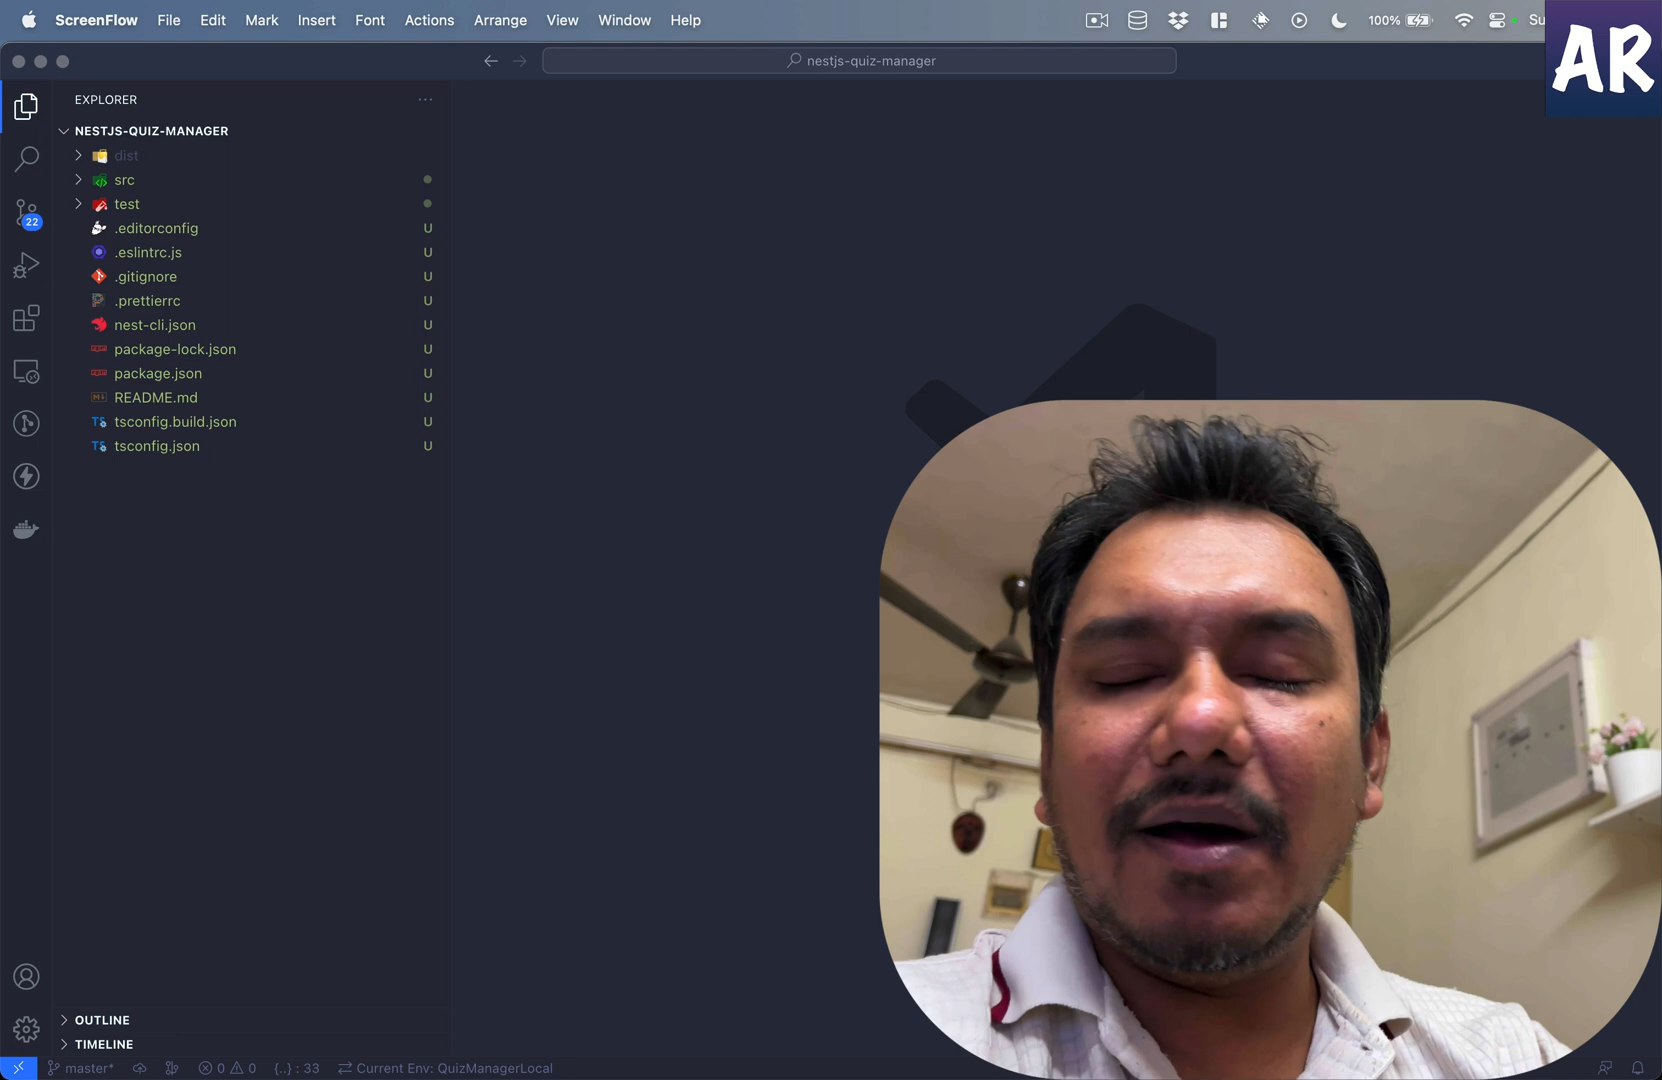 ScreenFlow File Edit Mark Insert Font Actions Arrange View Window Help 100% Su
AR
nestjs-quiz-manager
EXPLORER
NESTJS-QUIZ-MANAGER
dist
src
test
.editorconfig U
.eslintrc.js U
.gitignore U
.prettierrc U
nest-cli.json U
package-lock.json U
package.json U
README.md U
tsconfig.build.json U
tsconfig.json U
22
OUTLINE
TIMELINE
master* 0 0 {..} : 33 Current Env: QuizManagerLocal